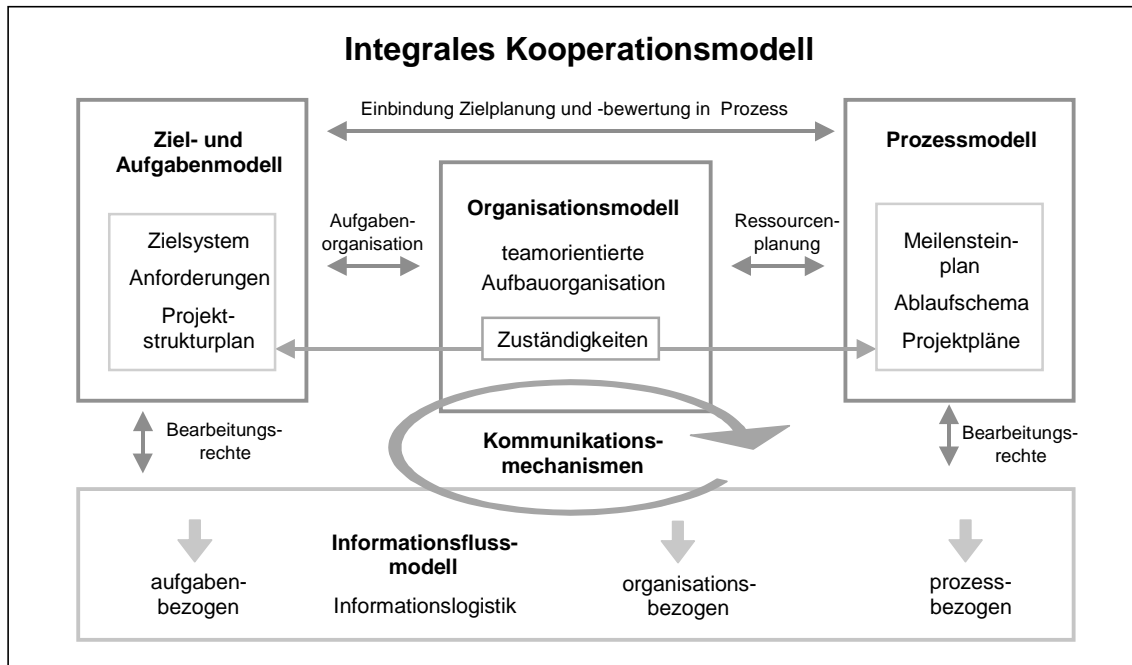 Integrales Kooperationsmodell
Einbindung Zielplanung und -bewertung in Prozess
Ziel- und
Aufgabenmodell
Zielsystem
Anforderungen
Projekt-
strukturplan
Aufgaben-
organisation
Organisationsmodell
teamorientierte
Aufbauorganisation
Zuständigkeiten
Ressourcen-
planung
Prozessmodell
Meilenstein-
plan
Ablaufschema
Projektpläne
Bearbeitungs-
rechte
Kommunikations-
mechanismen
Bearbeitungs-
rechte
aufgaben-
bezogen
Informationsfluss-
modell
Informationslogistik
organisations-
bezogen
prozess-
bezogen